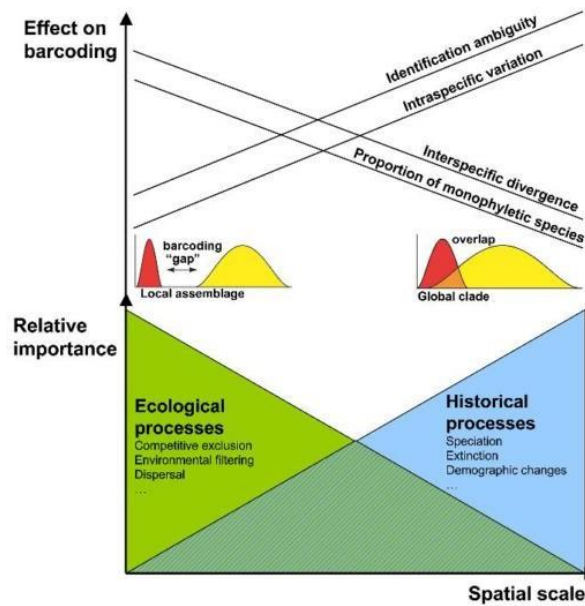 Effect on
barcoding
Identification ambiguity
Intraspecific variation
Interspecific divergence
Proportion of monophyletic species
barcoding
"gap"
Local assemblage
overlap
Global clade
Relative
importance
Ecological
processes
Competitive exclusion
Environmental filtering
Dispersal
...
Historical
processes
Speciation
Extinction
Demographic changes
...
Spatial scale